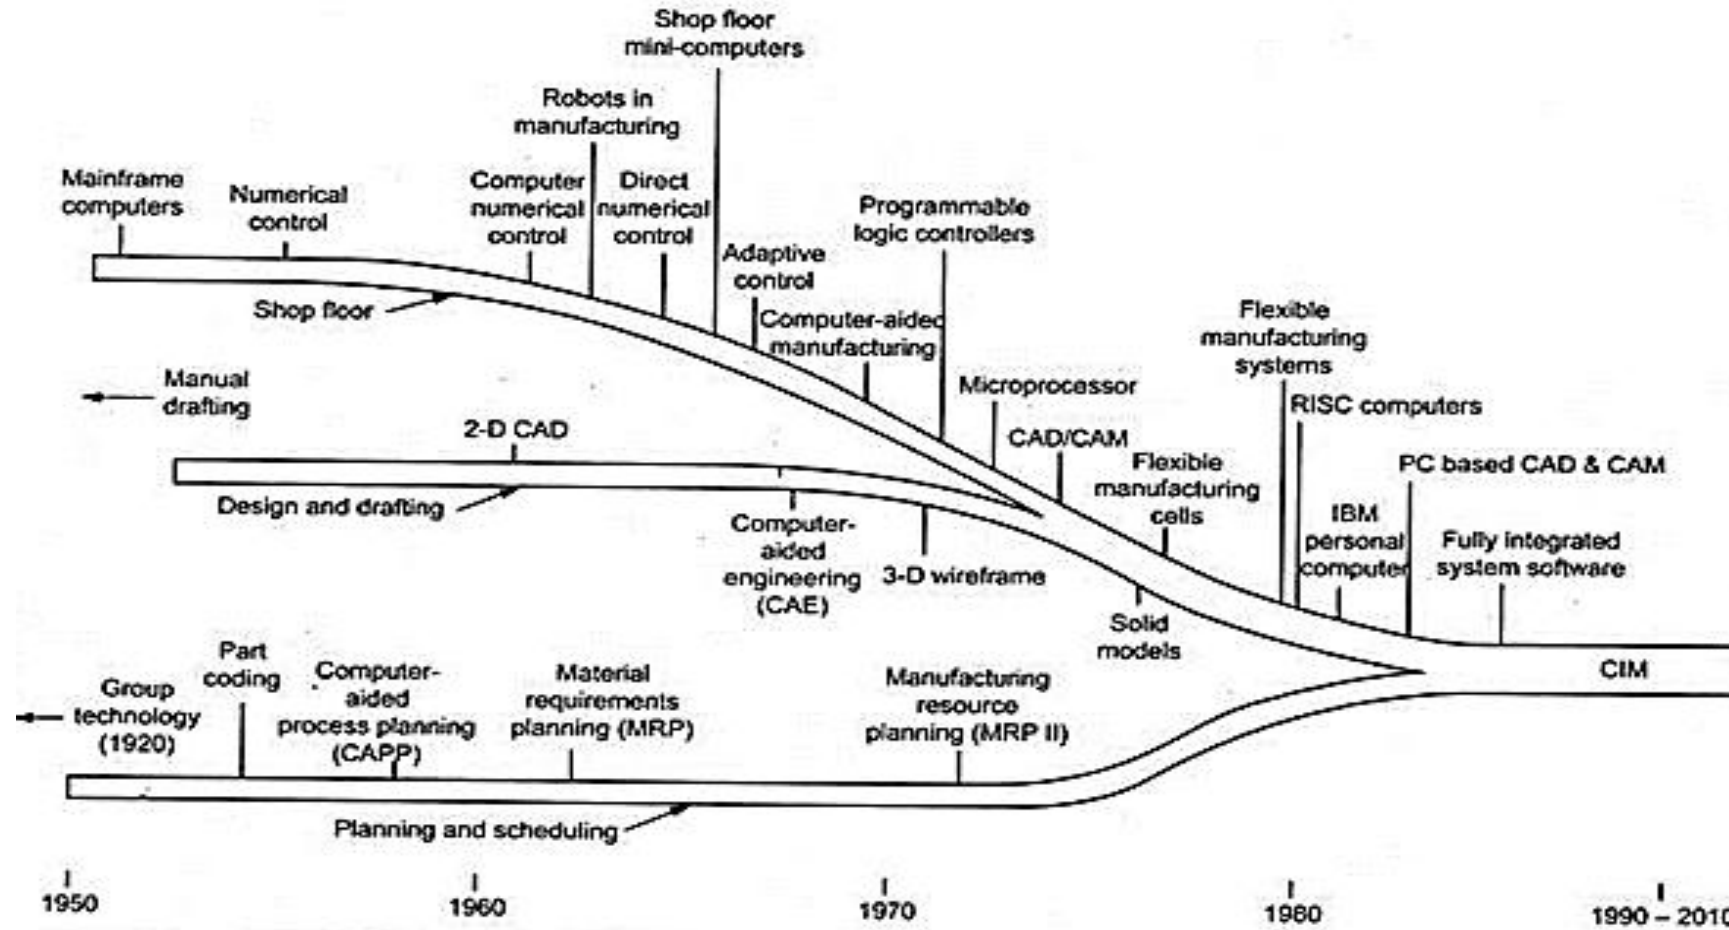 Shop floor
mini-computers
Robots in
manufacturing
Mainframe
computers
Numerical
control
Computer
numerical
control
Direct
numerical
control
Adaptive
control
Programmable
logic controllers
Shop floor
Computer-aided
manufacturing
Flexible
manufacturing
systems
Manual
drafting
Microprocessor
RISC computers
2-D CAD
CAD/CAM
Flexible
manufacturing
cells
PC based CAD & CAM
Design and drafting
Computer-
aided
engineering
(CAE)
3-D wireframe
IBM
personal
computer
Fully integrated
system software
Solid
models
Group
technology
(1920)
Part
coding
Computer-
aided
process planning
(CAPP)
Material
requirements
planning (MRP)
Manufacturing
resource
planning (MRP II)
CIM
Planning and scheduling
1950
1960
1970
1980
1990 – 2010